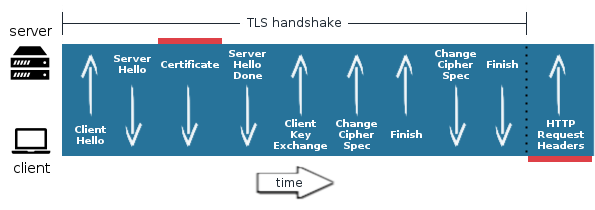 TLS handshake
server
client
Client
Hello
Server
Hello
Certificate
Server
Hello
Done
Client
Key
Exchange
Change
Cipher
Spec
Finish
Change
Cipher
Spec
Finish
HTTP
Request
Headers
time